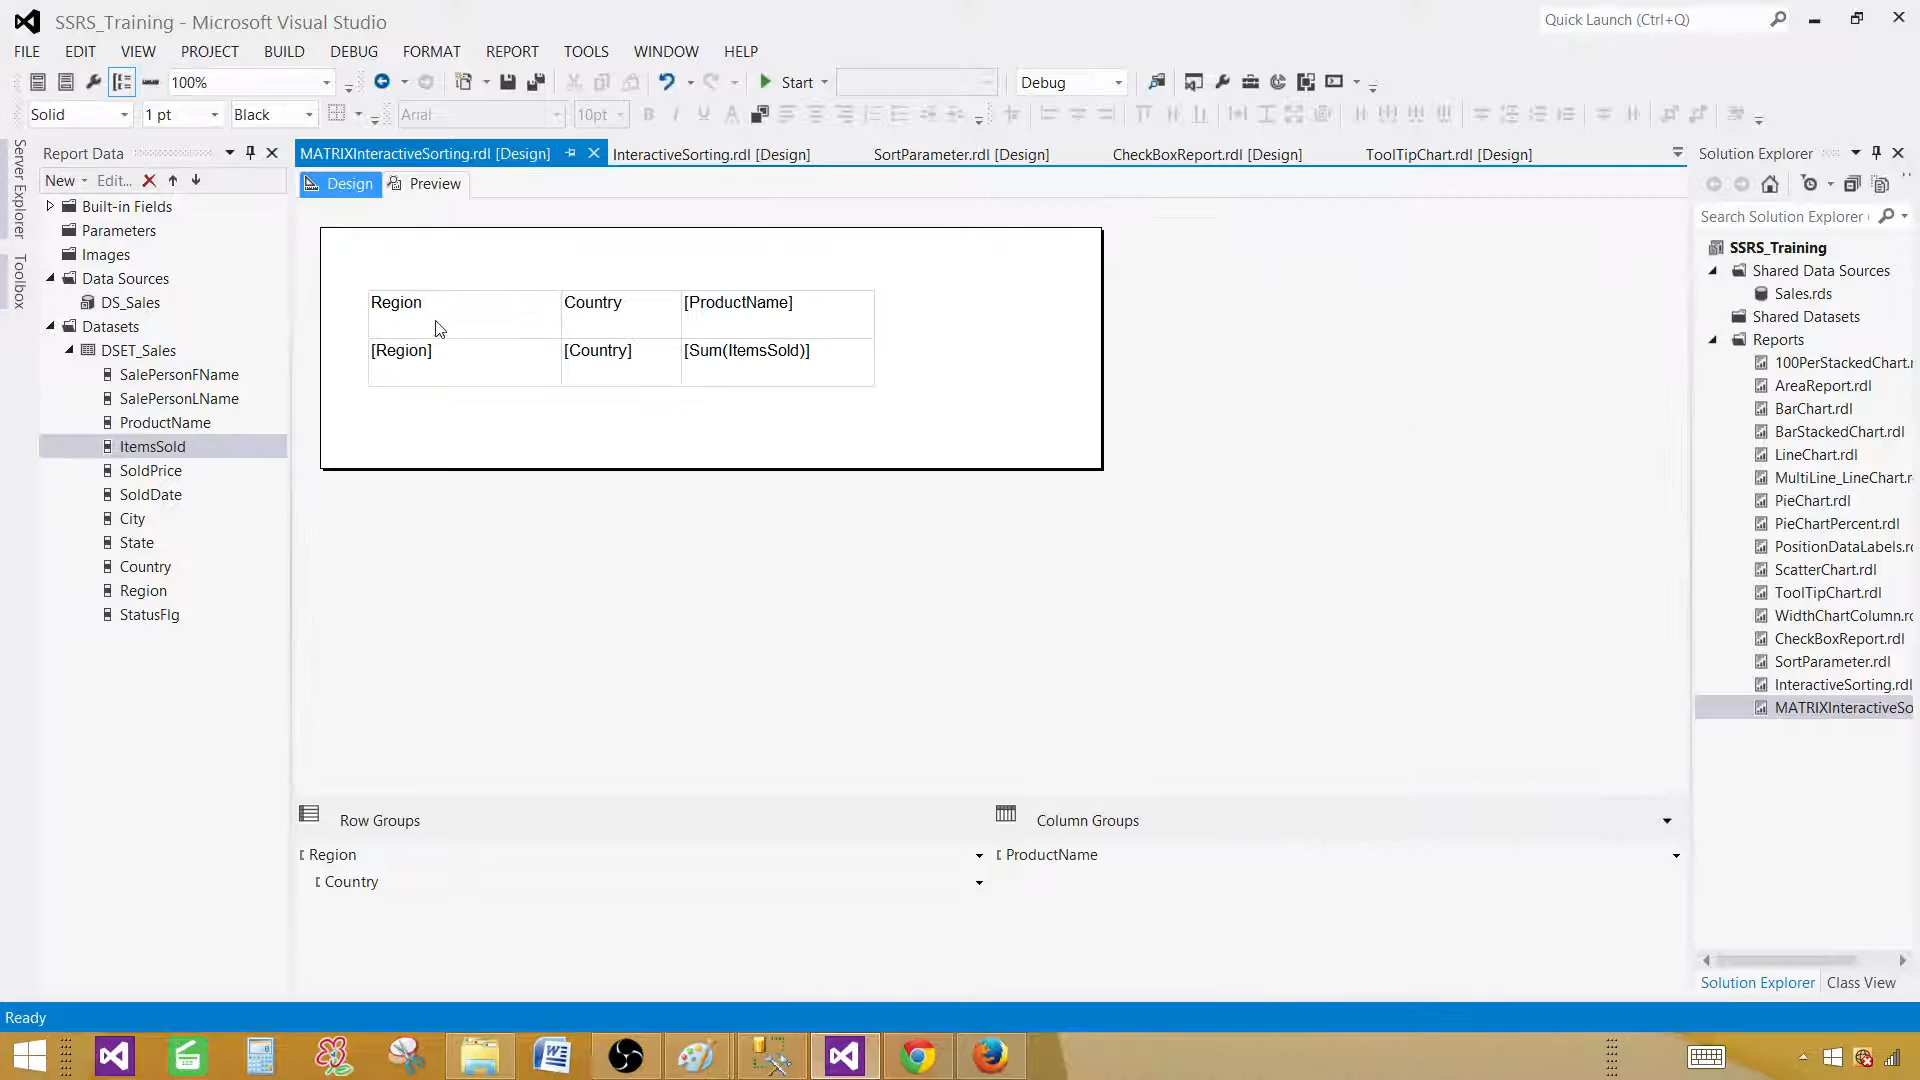 SSRS_Training - Microsoft Visual Studio
Quick Launch (Ctrl+Q)
FILE EDIT VIEW PROJECT BUILD DEBUG FORMAT REPORT TOOLS WINDOW HELP
100% Start Debug
Solid 1 pt Black Arial 10pt B I U A
Server Explorer
Toolbox
Report Data
New Edit...
Built-in Fields
Parameters
Images
Data Sources
DS_Sales
Datasets
DSET_Sales
SalePersonFName
SalePersonLName
ProductName
ItemsSold
SoldPrice
SoldDate
City
State
Country
Region
StatusFlg
MATRIXInteractiveSorting.rdl [Design] InteractiveSorting.rdl [Design] SortParameter.rdl [Design] CheckBoxReport.rdl [Design] ToolTipChart.rdl [Design]
Design Preview
Region Country [ProductName]
[Region] [Country] [Sum(ItemsSold)]
Row Groups
Region
Country
Column Groups
ProductName
Solution Explorer
Search Solution Explorer
SSRS_Training
Shared Data Sources
Sales.rds
Shared Datasets
Reports
100PerStackedChart.r
AreaReport.rdl
BarChart.rdl
BarStackedChart.rdl
LineChart.rdl
MultiLine_LineChart.r
PieChart.rdl
PieChartPercent.rdl
PositionDataLabels.r
ScatterChart.rdl
ToolTipChart.rdl
WidthChartColumn.r
CheckBoxReport.rdl
SortParameter.rdl
InteractiveSorting.rdl
MATRIXInteractiveSo
Solution Explorer Class View
Ready